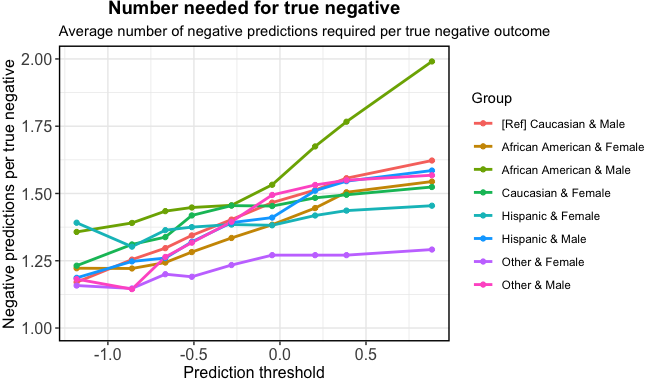 Number needed for true negative
Average number of negative predictions required per true negative outcome
Negative predictions per true negative
2.00
1.75
1.50
1.25
1.00
-1.0
-0.5
0.0
0.5
Prediction threshold
Group
[Ref] Caucasian & Male
African American & Female
African American & Male
Caucasian & Female
Hispanic & Female
Hispanic & Male
Other & Female
Other & Male